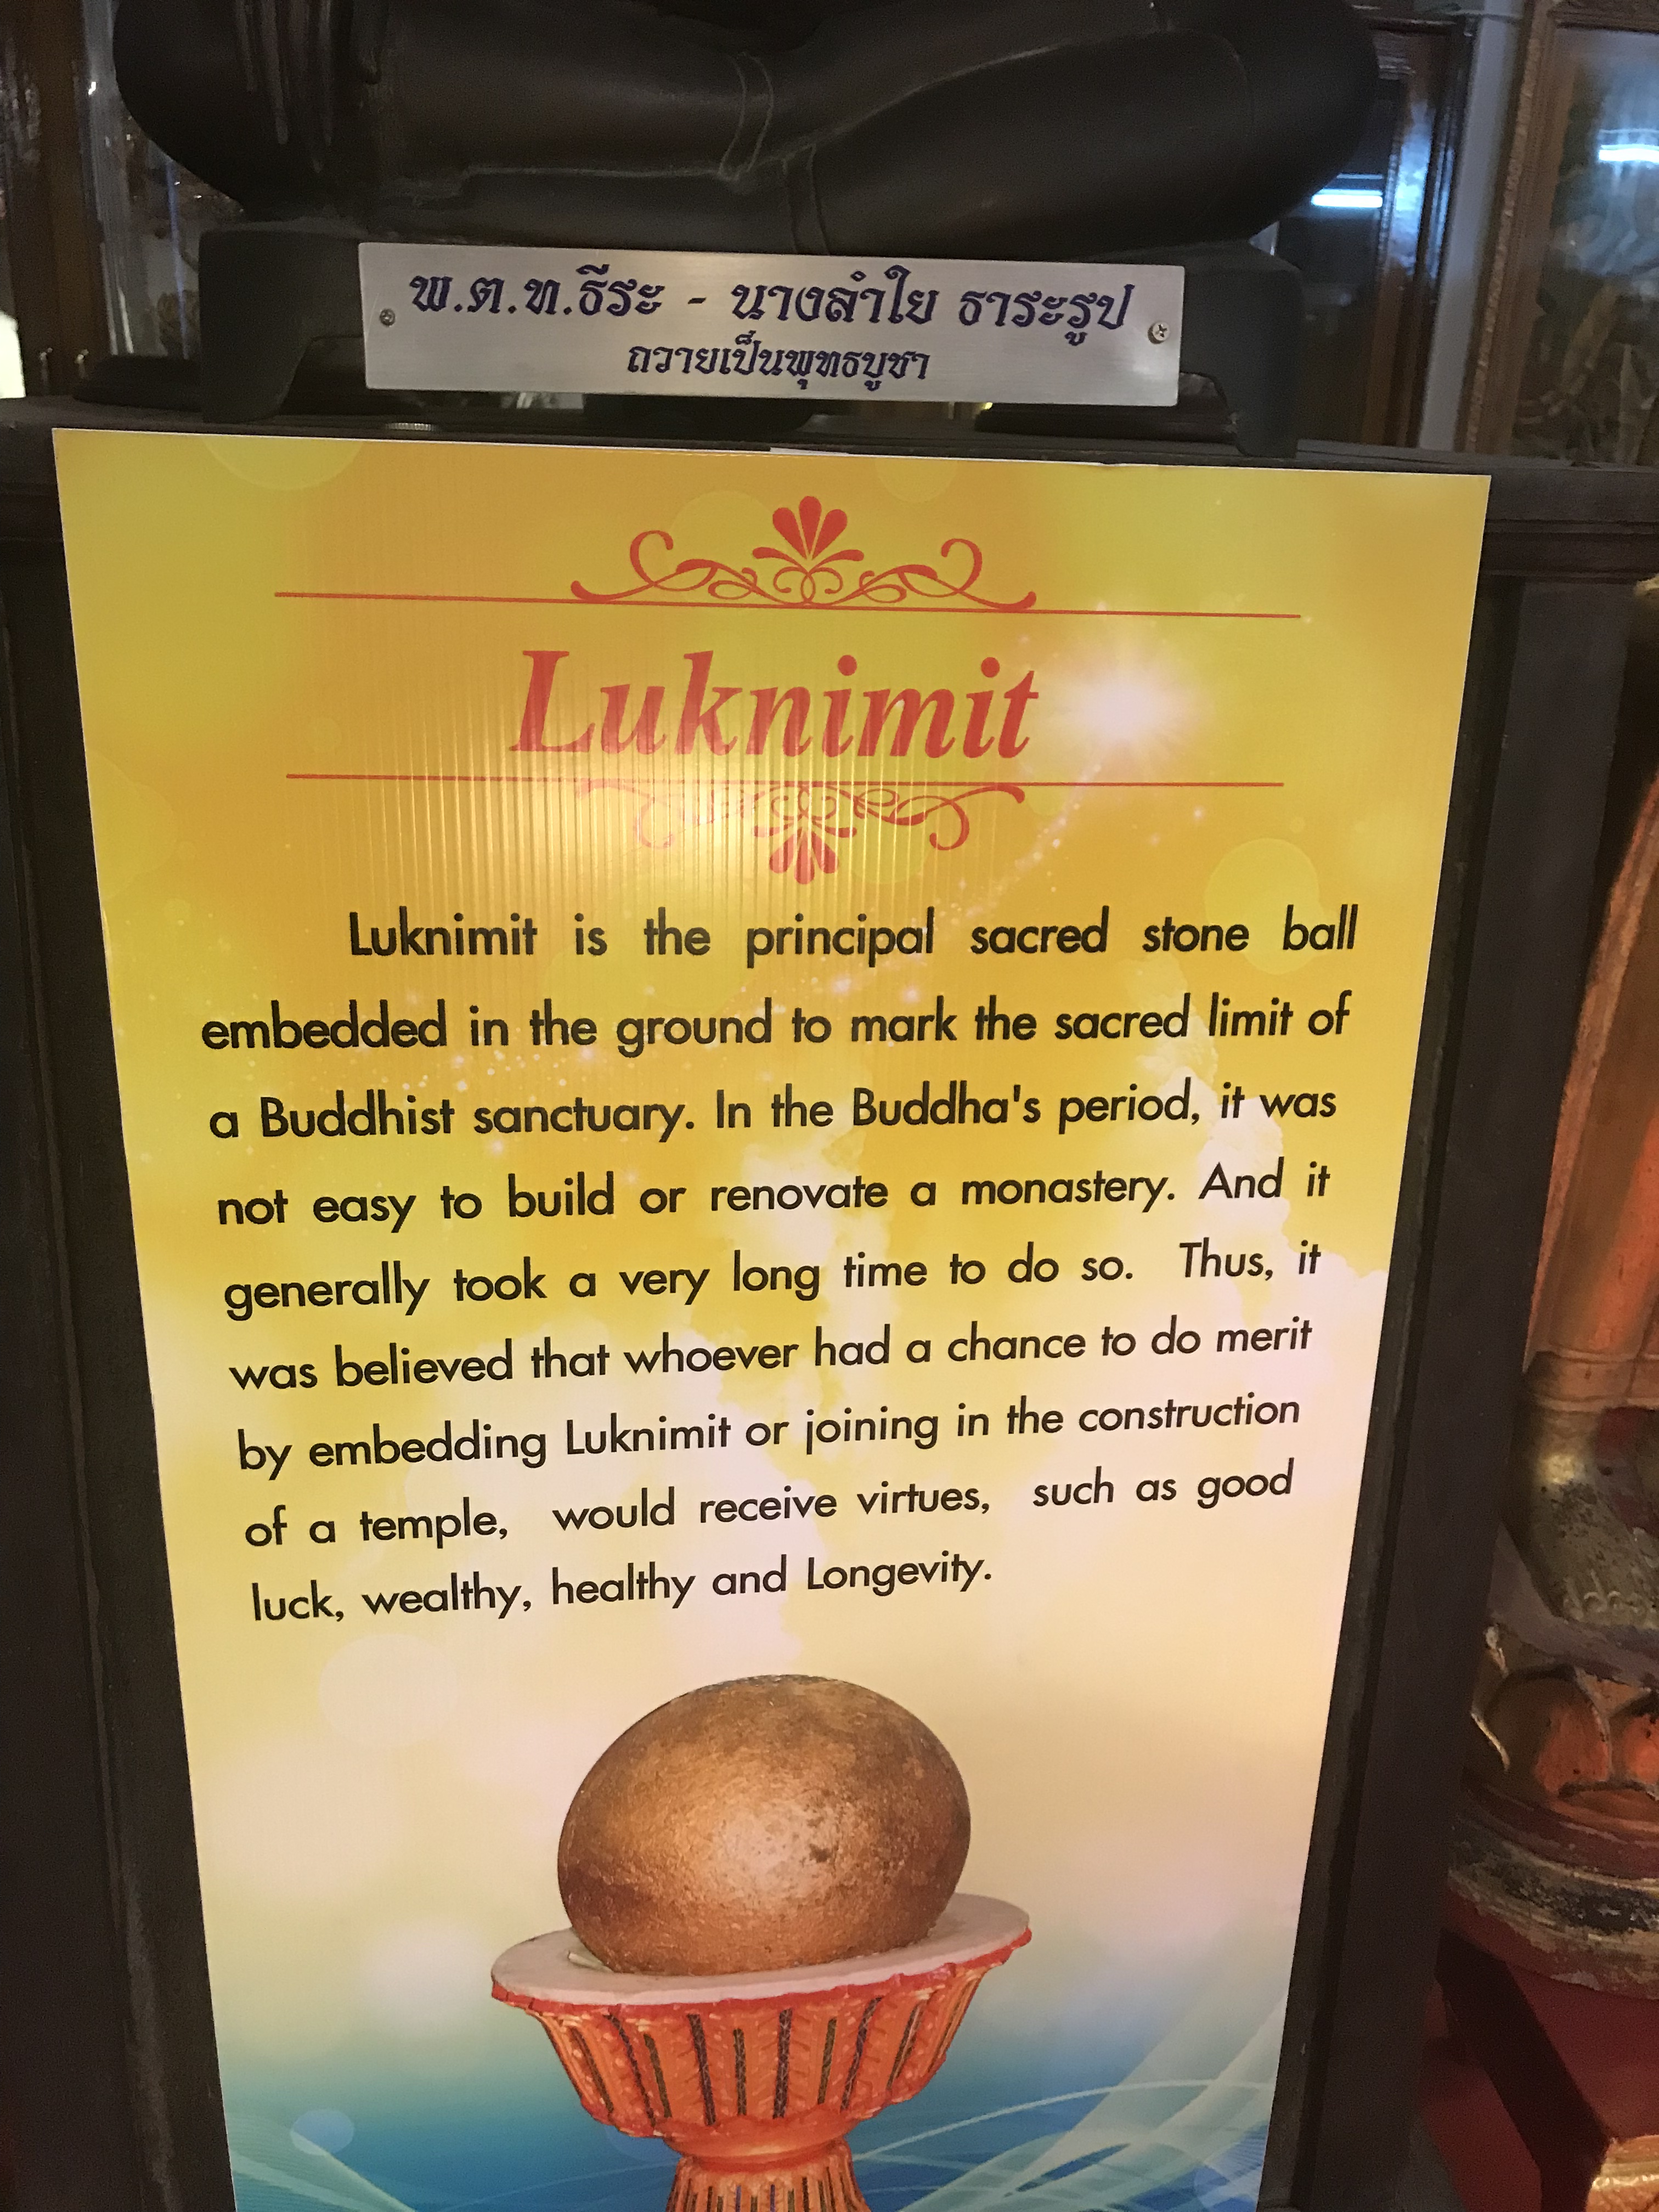 พ.ต.ท.ธีระ - นางลำใย ธาระรูป
ถวายเป็นพุทธบูชา
Luknimit
Luknimit is the principal sacred stone ball
embedded in the ground to mark the sacred limit of
a Buddhist sanctuary. In the Buddha's period, it was
not easy to build or renovate a monastery. And it
generally took a very long time to do so. Thus, it
was believed that whoever had a chance to do merit
by embedding Luknimit or joining in the construction
of a temple, would receive virtues, such as good
luck, wealthy, healthy and Longevity.